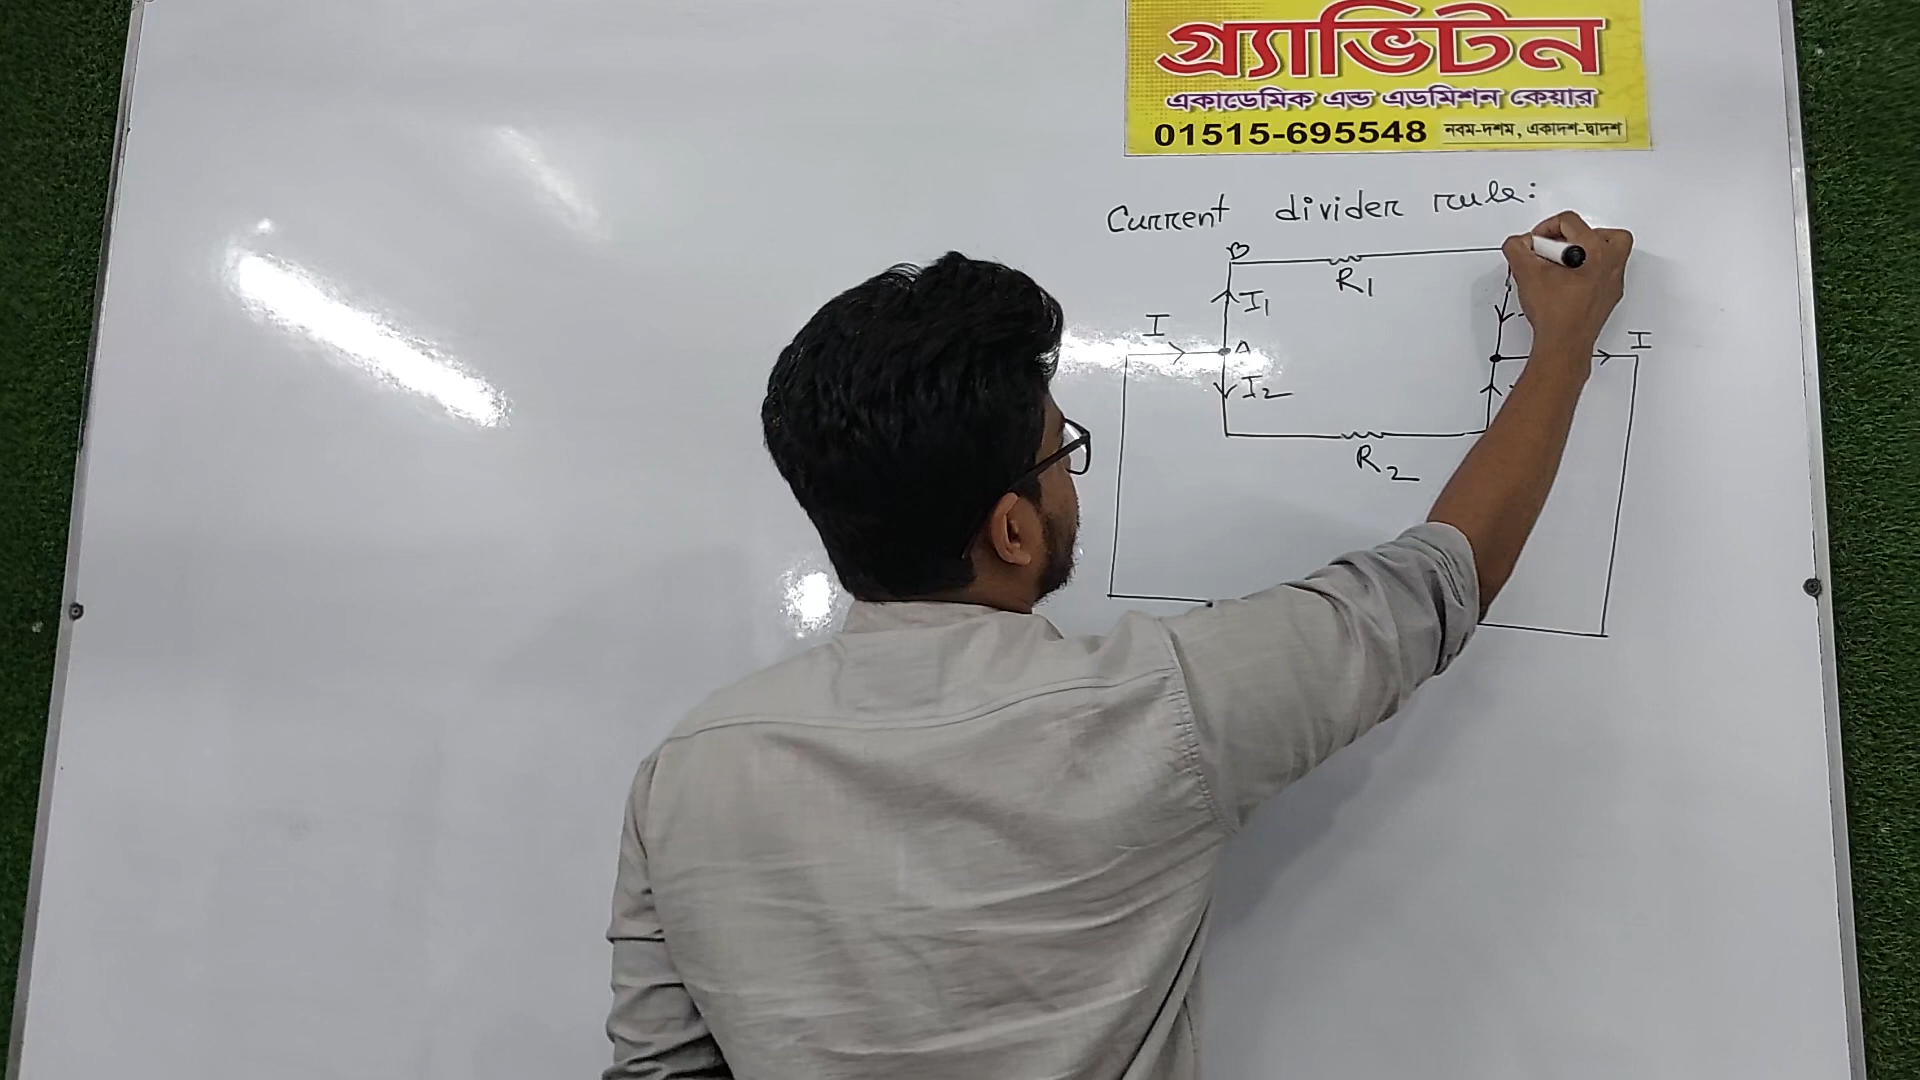 গ্র্যাভিটন
একাডেমিক এন্ড এডমিশন কেয়ার
01515-695548 নবম-দশম, একাদশ-দ্বাদশ
Current divider rule:
B
R1
I1
I
A
I
I2
R2